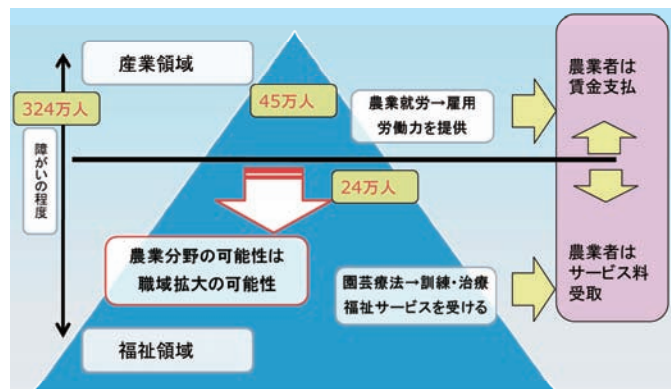 産業領域
324万人
障がいの程度
45万人
農業就労→雇用
労働力を提供
農業者は
賃金支払
24万人
農業分野の可能性は
職域拡大の可能性
園芸療法→訓練・治療
福祉サービスを受ける
農業者は
サービス料
受取
福祉領域